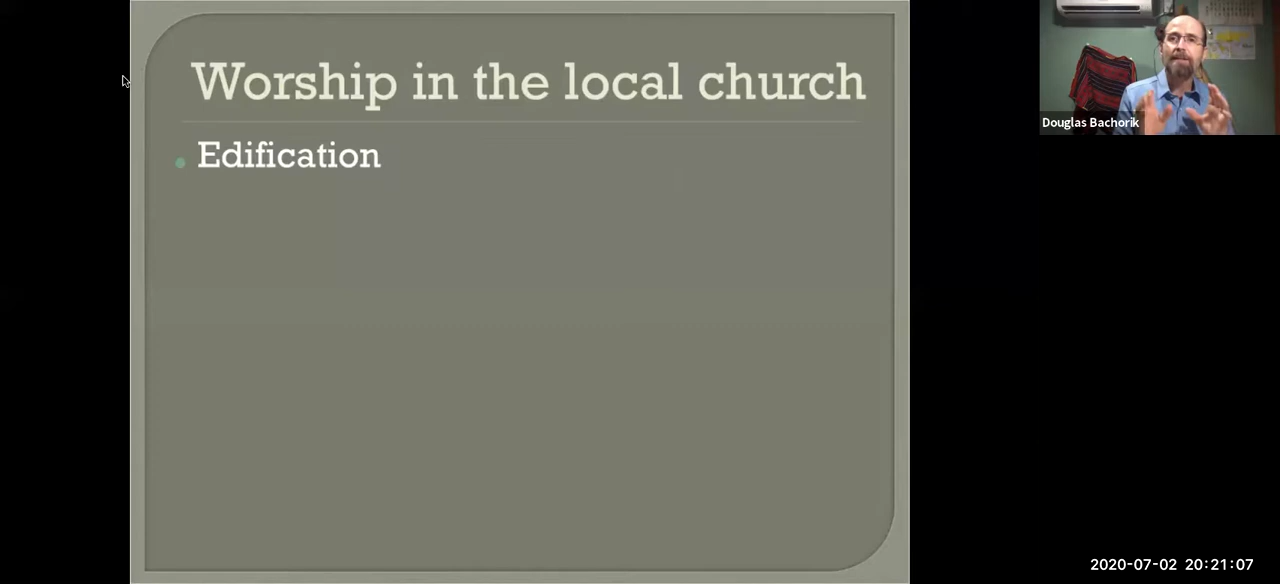 Worship in the local church
Edification
Douglas Bachorik
2020-07-02 20:21:07